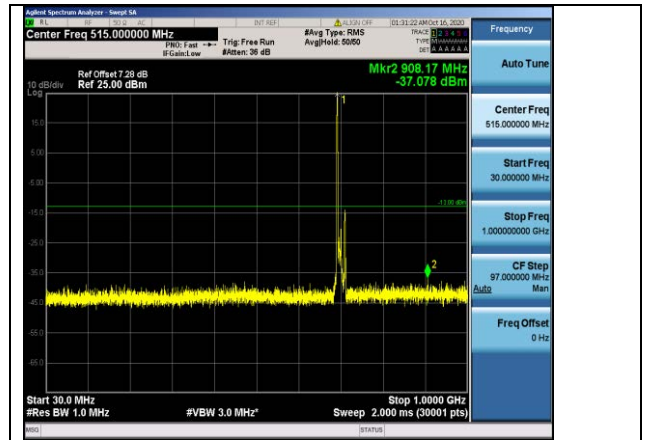 Agilent Spectrum Analyzer - Swept SA
RL RF 50 Ω AC INT REF ALIGN OFF 01:31:22 AM Oct 16, 2020
Center Freq 515.000000 MHz
PNO: Fast
IFGain:Low
Trig: Free Run
#Atten: 36 dB
#Avg Type: RMS
Avg|Hold: 50/50
TRACE 1 2 3 4 5 6
TYPE
DET A A A A A A
Mkr2 908.17 MHz
-37.078 dBm
Ref Offset 7.28 dB
10 dB/div Ref 25.00 dBm
Log
1
15.0
5.00
-5.00
-13.00 dBm
-15.0
-25.0
2
-35.0
-45.0
-55.0
-65.0
Start 30.0 MHz Stop 1.0000 GHz
#Res BW 1.0 MHz #VBW 3.0 MHz* Sweep 2.000 ms (30001 pts)
MSG STATUS
Frequency
Auto Tune
Center Freq
515.000000 MHz
Start Freq
30.000000 MHz
Stop Freq
1.000000000 GHz
CF Step
97.000000 MHz
Auto Man
Freq Offset
0 Hz